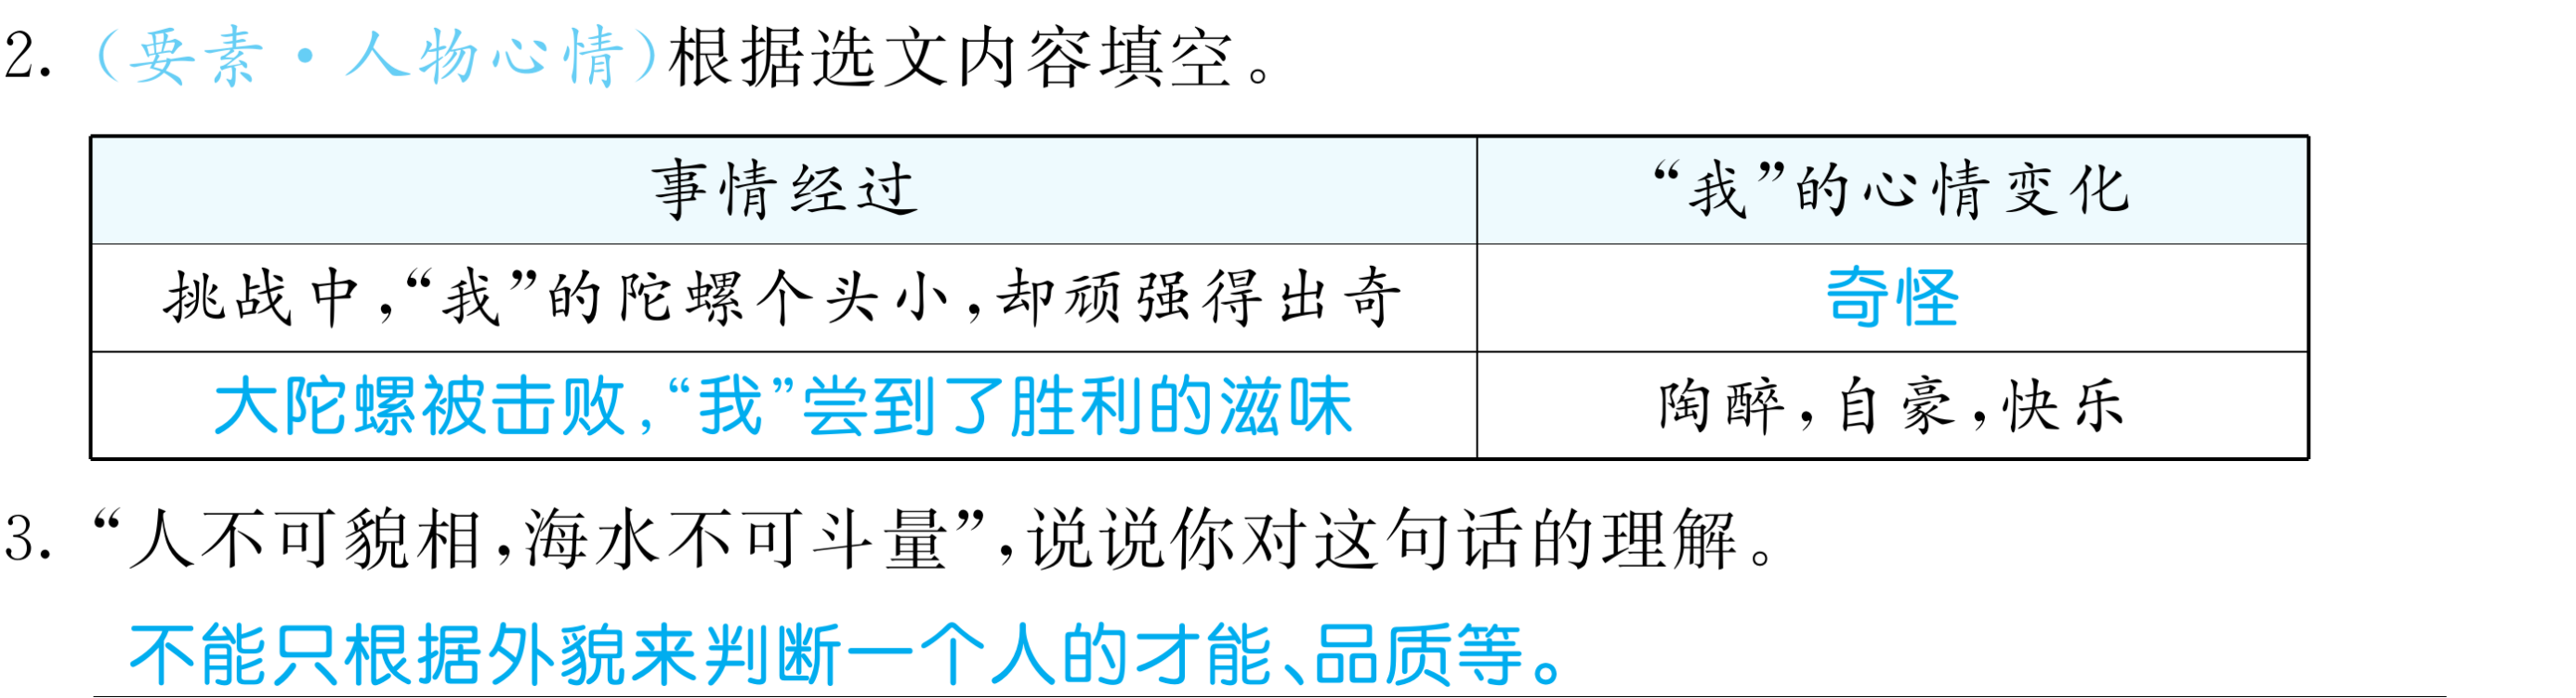 2.（要素·人物心情）根据选文内容填空。
事情经过 “我”的心情变化
挑战中，“我”的陀螺个头小，却顽强得出奇 奇怪
大陀螺被击败，“我”尝到了胜利的滋味 陶醉，自豪，快乐
3.“人不可貌相，海水不可斗量”，说说你对这句话的理解。
不能只根据外貌来判断一个人的才能、品质等。